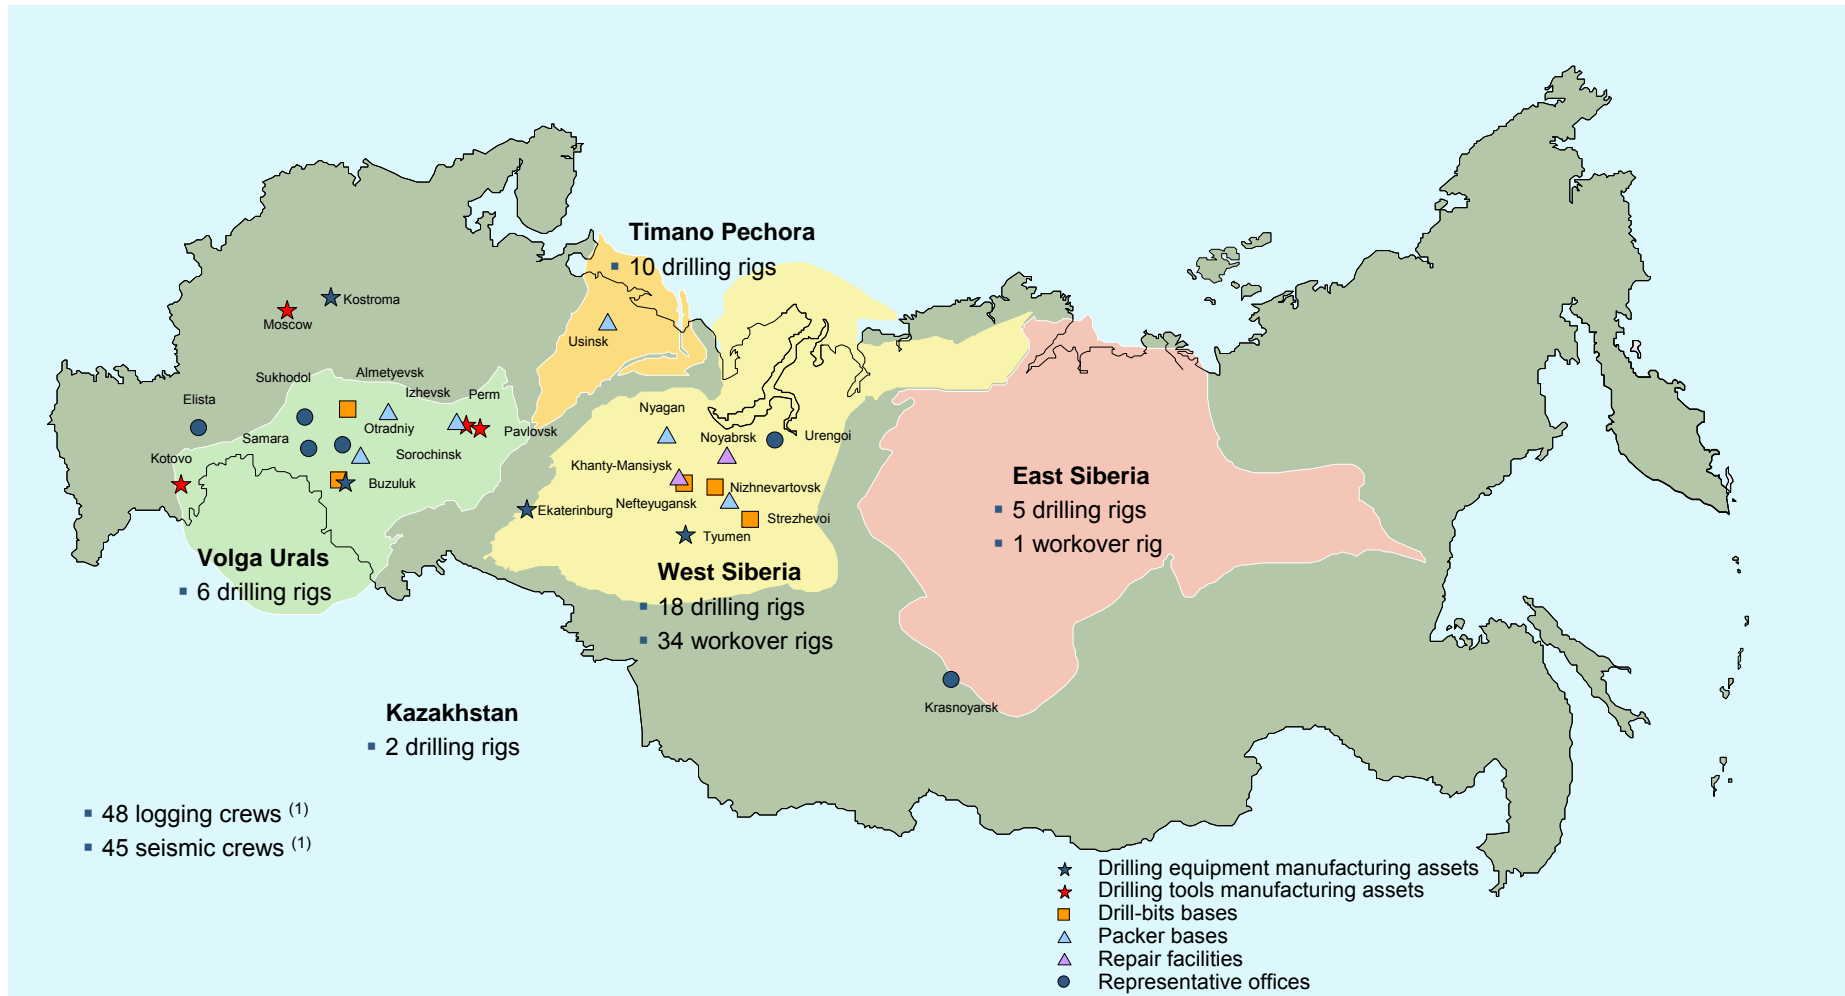 Timano Pechora
▪ 10 drilling rigs
Kostroma
Moscow
Usinsk
Sukhodol
Almetyevsk
Izhevsk
Perm
Elista
Nyagan
Samara
Otradniy
Pavlovsk
Noyabrsk
Urengoi
Kotovo
Sorochinsk
Khanty-Mansiysk
Buzuluk
Nizhnevartovsk
Nefteyugansk
Ekaterinburg
Strezhevoi
Tyumen
East Siberia
▪ 5 drilling rigs
▪ 1 workover rig
Volga Urals
▪ 6 drilling rigs
West Siberia
▪ 18 drilling rigs
▪ 34 workover rigs
Krasnoyarsk
Kazakhstan
▪ 2 drilling rigs
▪ 48 logging crews (1)
▪ 45 seismic crews (1)
Drilling equipment manufacturing assets
Drilling tools manufacturing assets
Drill-bits bases
Packer bases
Repair facilities
Representative offices